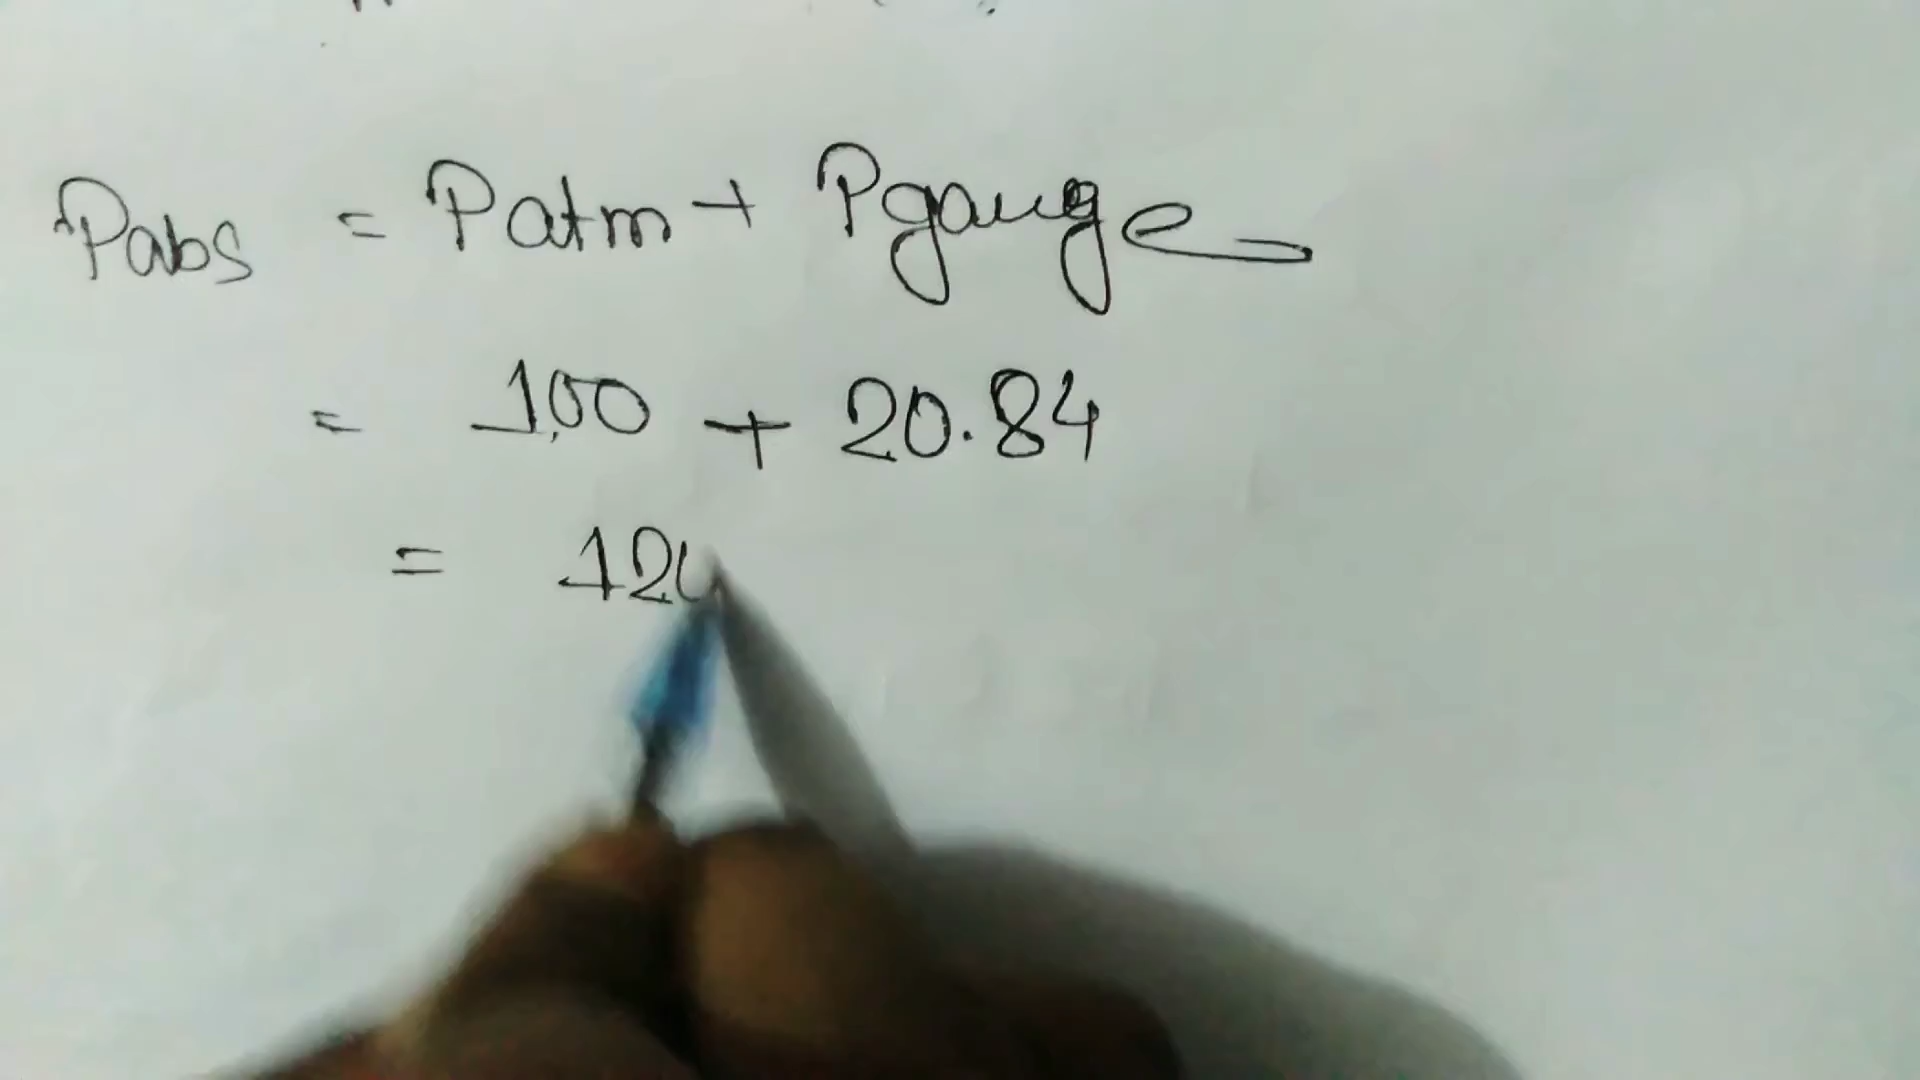 Pabs = Patm + Pgauge
= 100 + 20.84
= 120